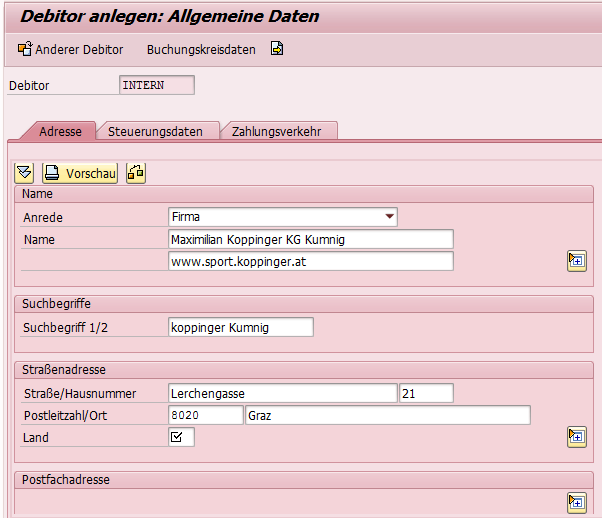 Debitor anlegen: Allgemeine Daten
Anderer Debitor Buchungskreisdaten
Debitor INTERN
Adresse Steuerungsdaten Zahlungsverkehr
Vorschau
Name
Anrede Firma
Name Maximilian Koppinger KG Kumnig
www.sport.koppinger.at
Suchbegriffe
Suchbegriff 1/2 koppinger Kumnig
Straßenadresse
Straße/Hausnummer Lerchengasse 21
Postleitzahl/Ort 8020 Graz
Land
Postfachadresse